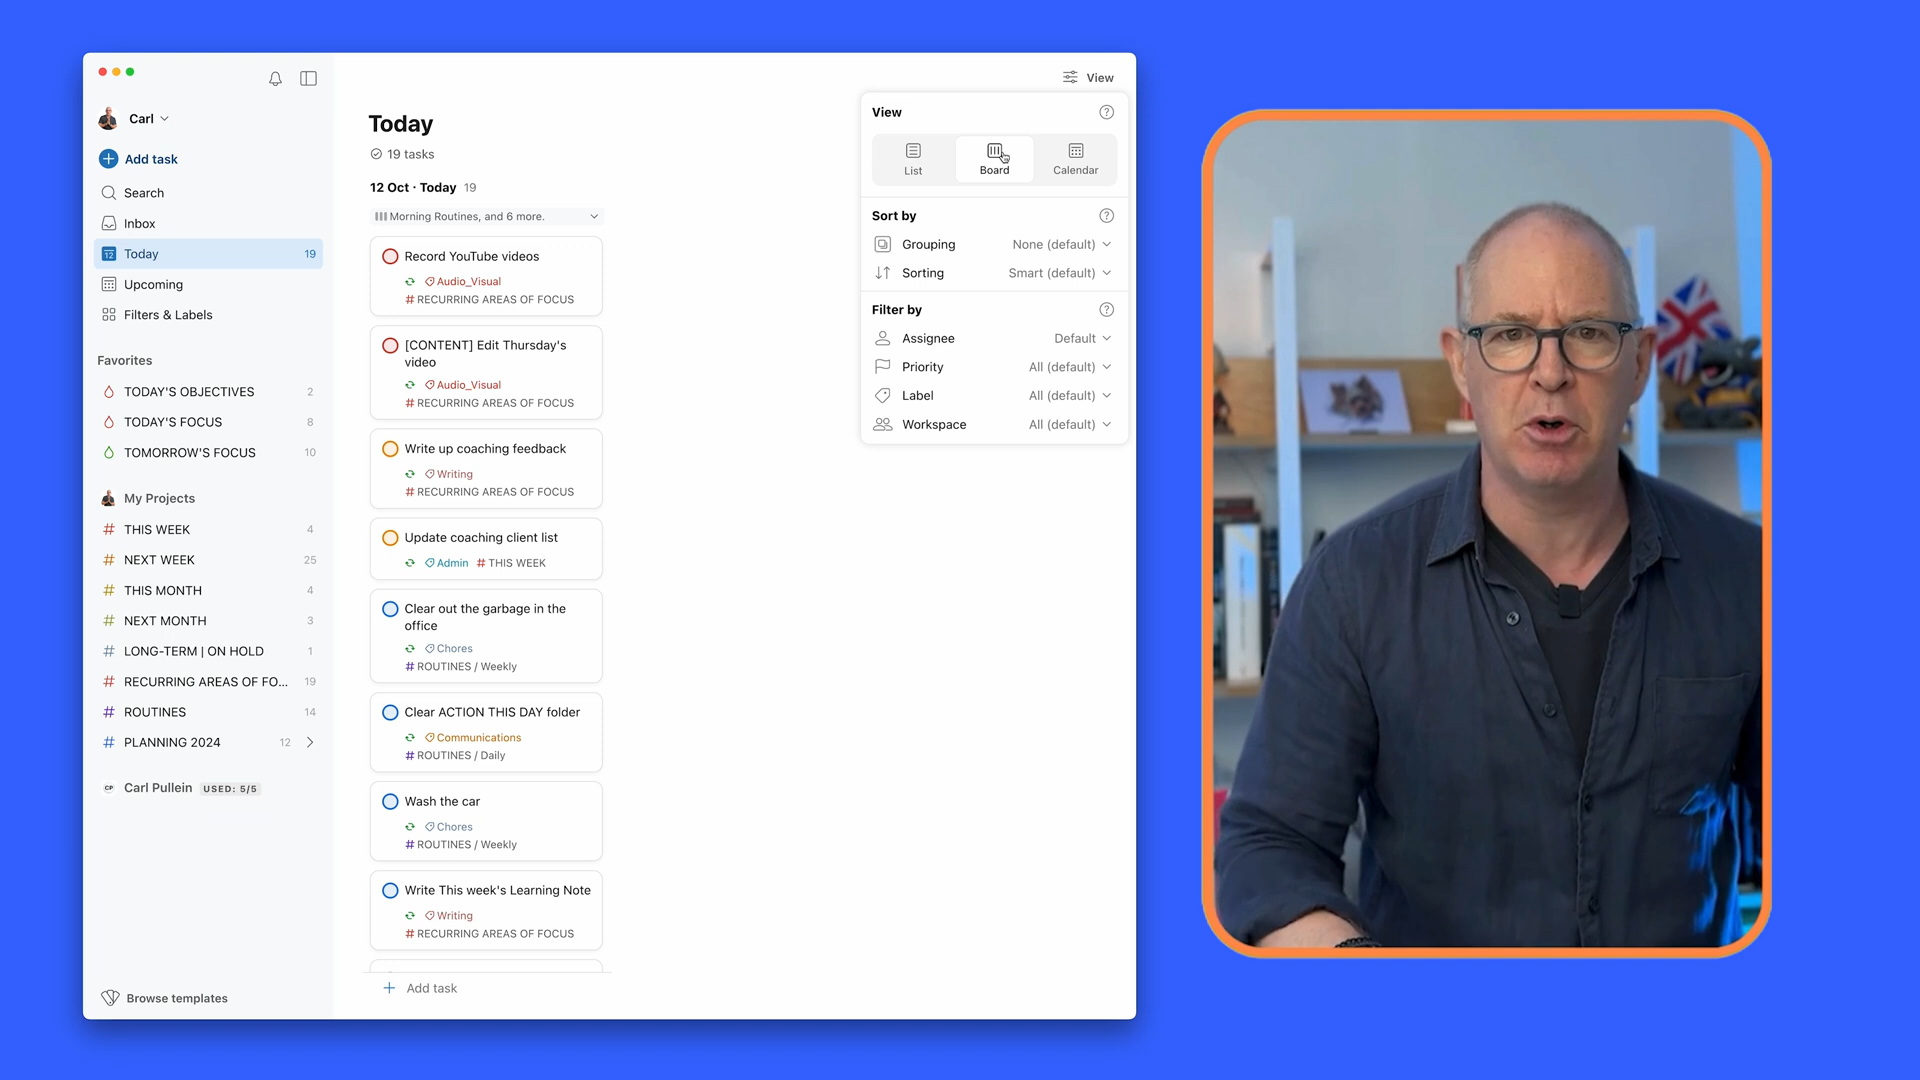 Carl
Add task
Search
Inbox
12
Today 19
Upcoming
Filters & Labels
Favorites
TODAY'S OBJECTIVES 2
TODAY'S FOCUS 8
TOMORROW'S FOCUS 10
My Projects
# THIS WEEK 4
# NEXT WEEK 25
# THIS MONTH 4
# NEXT MONTH 3
# LONG-TERM | ON HOLD 1
# RECURRING AREAS OF FO... 19
# ROUTINES 14
# PLANNING 2024 12
CP Carl Pullein USED: 5/5
Browse templates
Today
19 tasks
12 Oct · Today 19
Morning Routines, and 6 more.
Record YouTube videos
Audio_Visual
# RECURRING AREAS OF FOCUS
[CONTENT] Edit Thursday's
video
Audio_Visual
# RECURRING AREAS OF FOCUS
Write up coaching feedback
Writing
# RECURRING AREAS OF FOCUS
Update coaching client list
Admin # THIS WEEK
Clear out the garbage in the
office
Chores
# ROUTINES / Weekly
Clear ACTION THIS DAY folder
Communications
# ROUTINES / Daily
Wash the car
Chores
# ROUTINES / Weekly
Write This week's Learning Note
Writing
# RECURRING AREAS OF FOCUS
+ Add task
View
View ?
List Board Calendar
Sort by ?
Grouping None (default)
Sorting Smart (default)
Filter by ?
Assignee Default
Priority All (default)
Label All (default)
Workspace All (default)